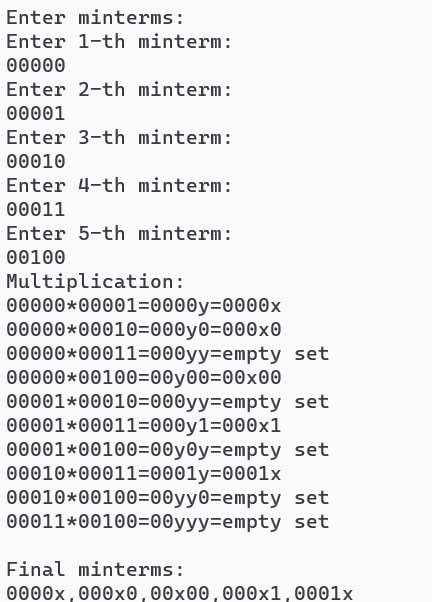 Enter minterms:
Enter 1-th minterm:
00000
Enter 2-th minterm:
00001
Enter 3-th minterm:
00010
Enter 4-th minterm:
00011
Enter 5-th minterm:
00100
Multiplication:
00000*00001=0000y=0000x
00000*00010=000y0=000x0
00000*00011=000yy=empty set
00000*00100=00y00=00x00
00001*00010=000yy=empty set
00001*00011=000y1=000x1
00001*00100=00y0y=empty set
00010*00011=0001y=0001x
00010*00100=00yy0=empty set
00011*00100=00yyy=empty set
Final minterms:
0000x,000x0,00x00,000x1,0001x